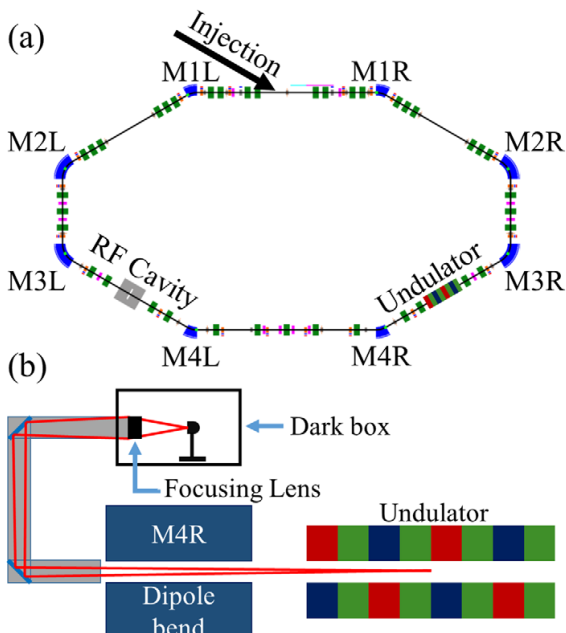 (a)
Injection
M1L
M1R
M2L
M2R
RF Cavity
Undulator
M3L
M3R
M4L
M4R
(b)
Dark box
Focusing Lens
Undulator
M4R
Dipole
bend